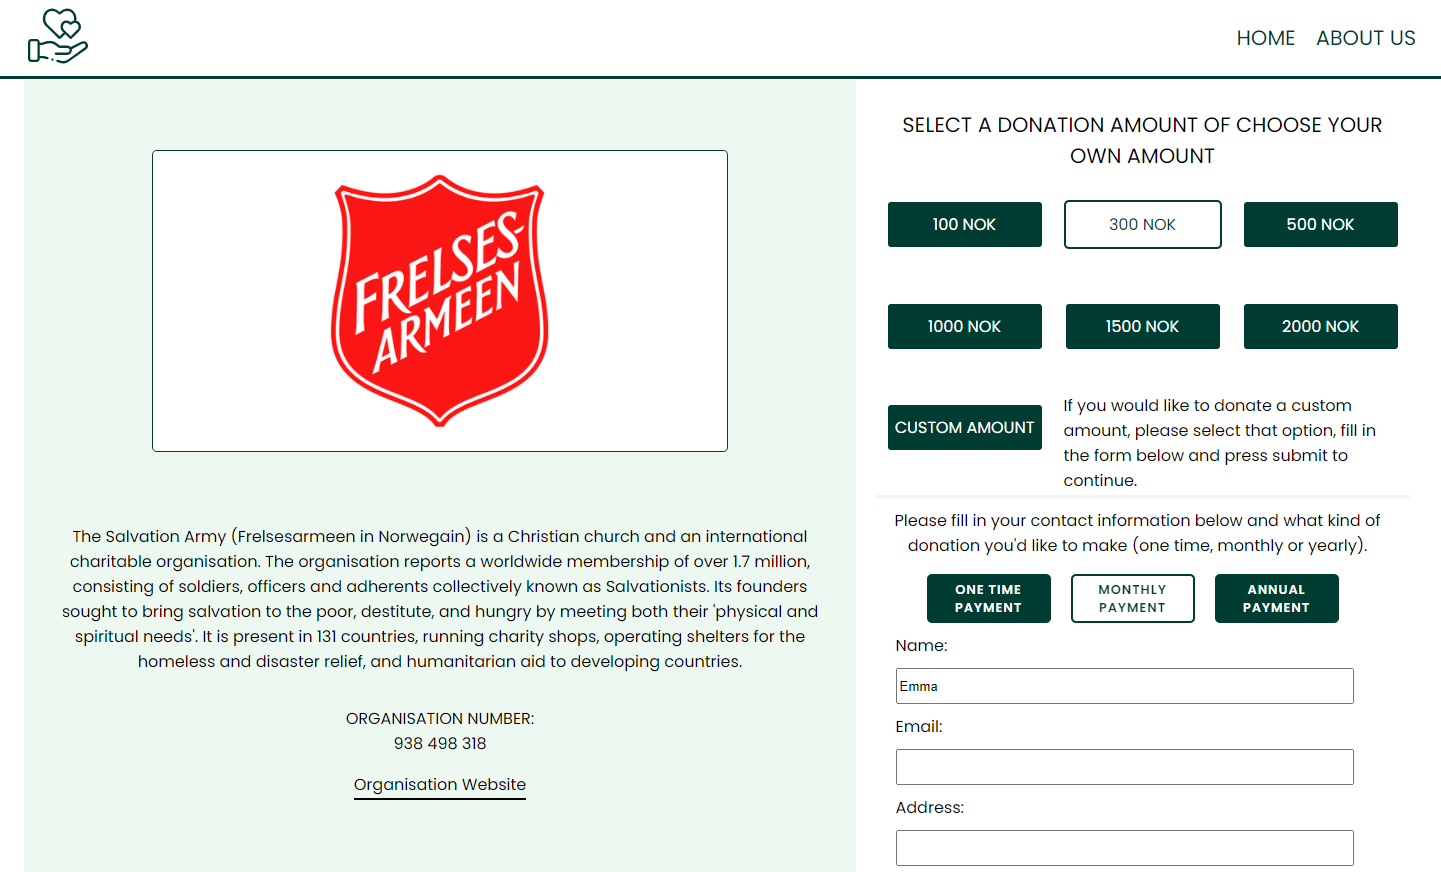 HOME ABOUT US
FRELSES-
ARMEEN
The Salvation Army (Frelsesarmeen in Norwegain) is a Christian church and an international
charitable organisation. The organisation reports a worldwide membership of over 1.7 million,
consisting of soldiers, officers and adherents collectively known as Salvationists. Its founders
sought to bring salvation to the poor, destitute, and hungry by meeting both their 'physical and
spiritual needs'. It is present in 131 countries, running charity shops, operating shelters for the
homeless and disaster relief, and humanitarian aid to developing countries.
ORGANISATION NUMBER:
938 498 318
Organisation Website
SELECT A DONATION AMOUNT OF CHOOSE YOUR
OWN AMOUNT
100 NOK 300 NOK 500 NOK
1000 NOK 1500 NOK 2000 NOK
CUSTOM AMOUNT
If you would like to donate a custom
amount, please select that option, fill in
the form below and press submit to
continue.
Please fill in your contact information below and what kind of
donation you'd like to make (one time, monthly or yearly).
ONE TIME
PAYMENT
MONTHLY
PAYMENT
ANNUAL
PAYMENT
Name:
Emma
Email:
Address: